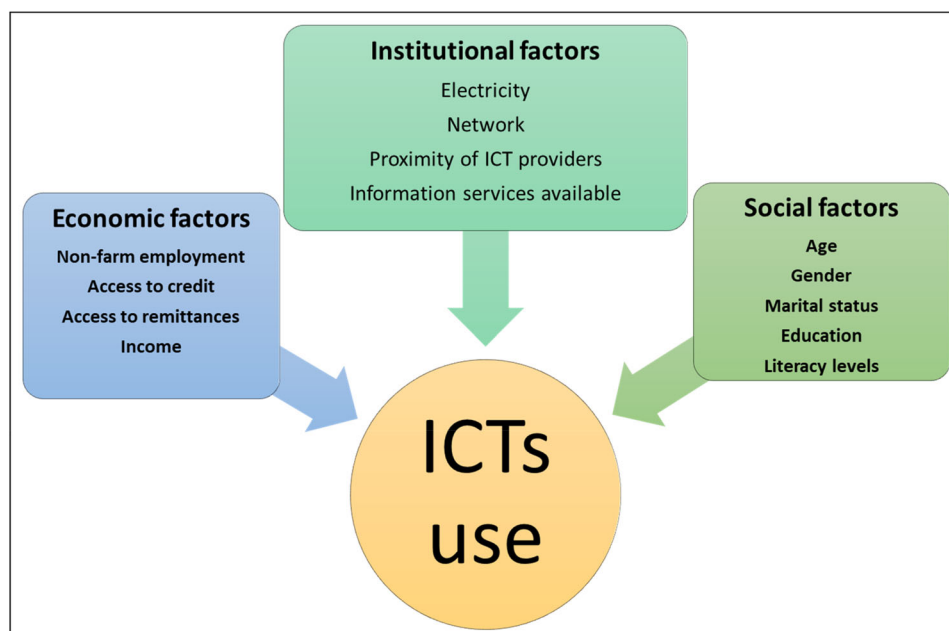 Institutional factors
Electricity
Network
Proximity of ICT providers
Information services available
Economic factors
Non-farm employment
Access to credit
Access to remittances
Income
Social factors
Age
Gender
Marital status
Education
Literacy levels
ICTs
use